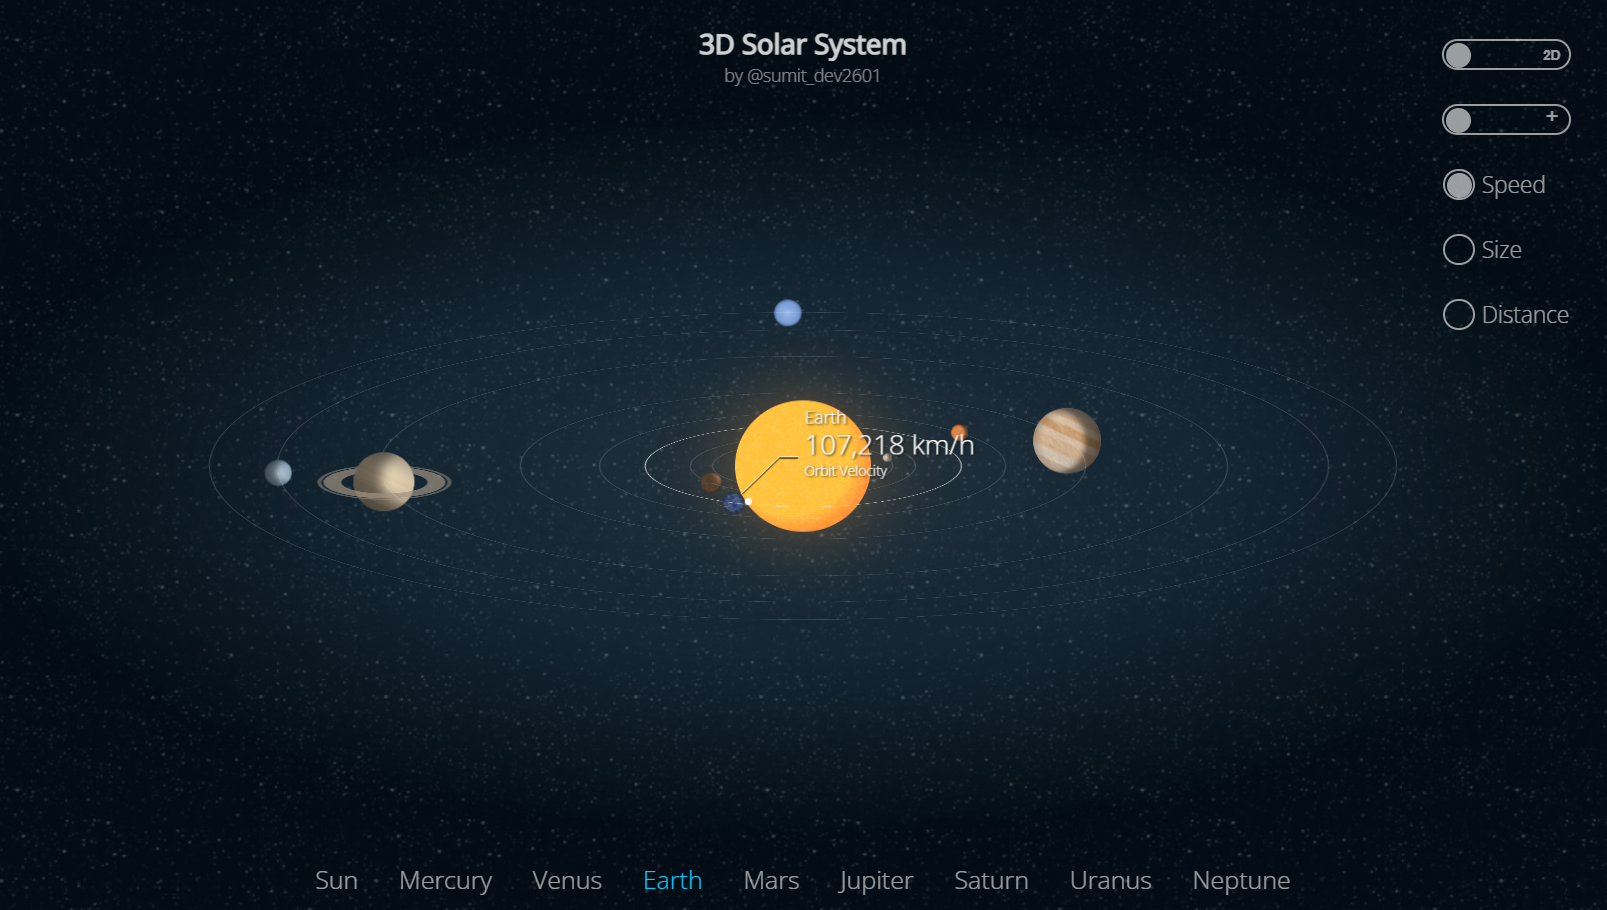 3D Solar System
by @sumit_dev2601
2D
+
Speed
Size
Distance
Earth
107,218 km/h
Orbit Velocity
Sun Mercury Venus Earth Mars Jupiter Saturn Uranus Neptune